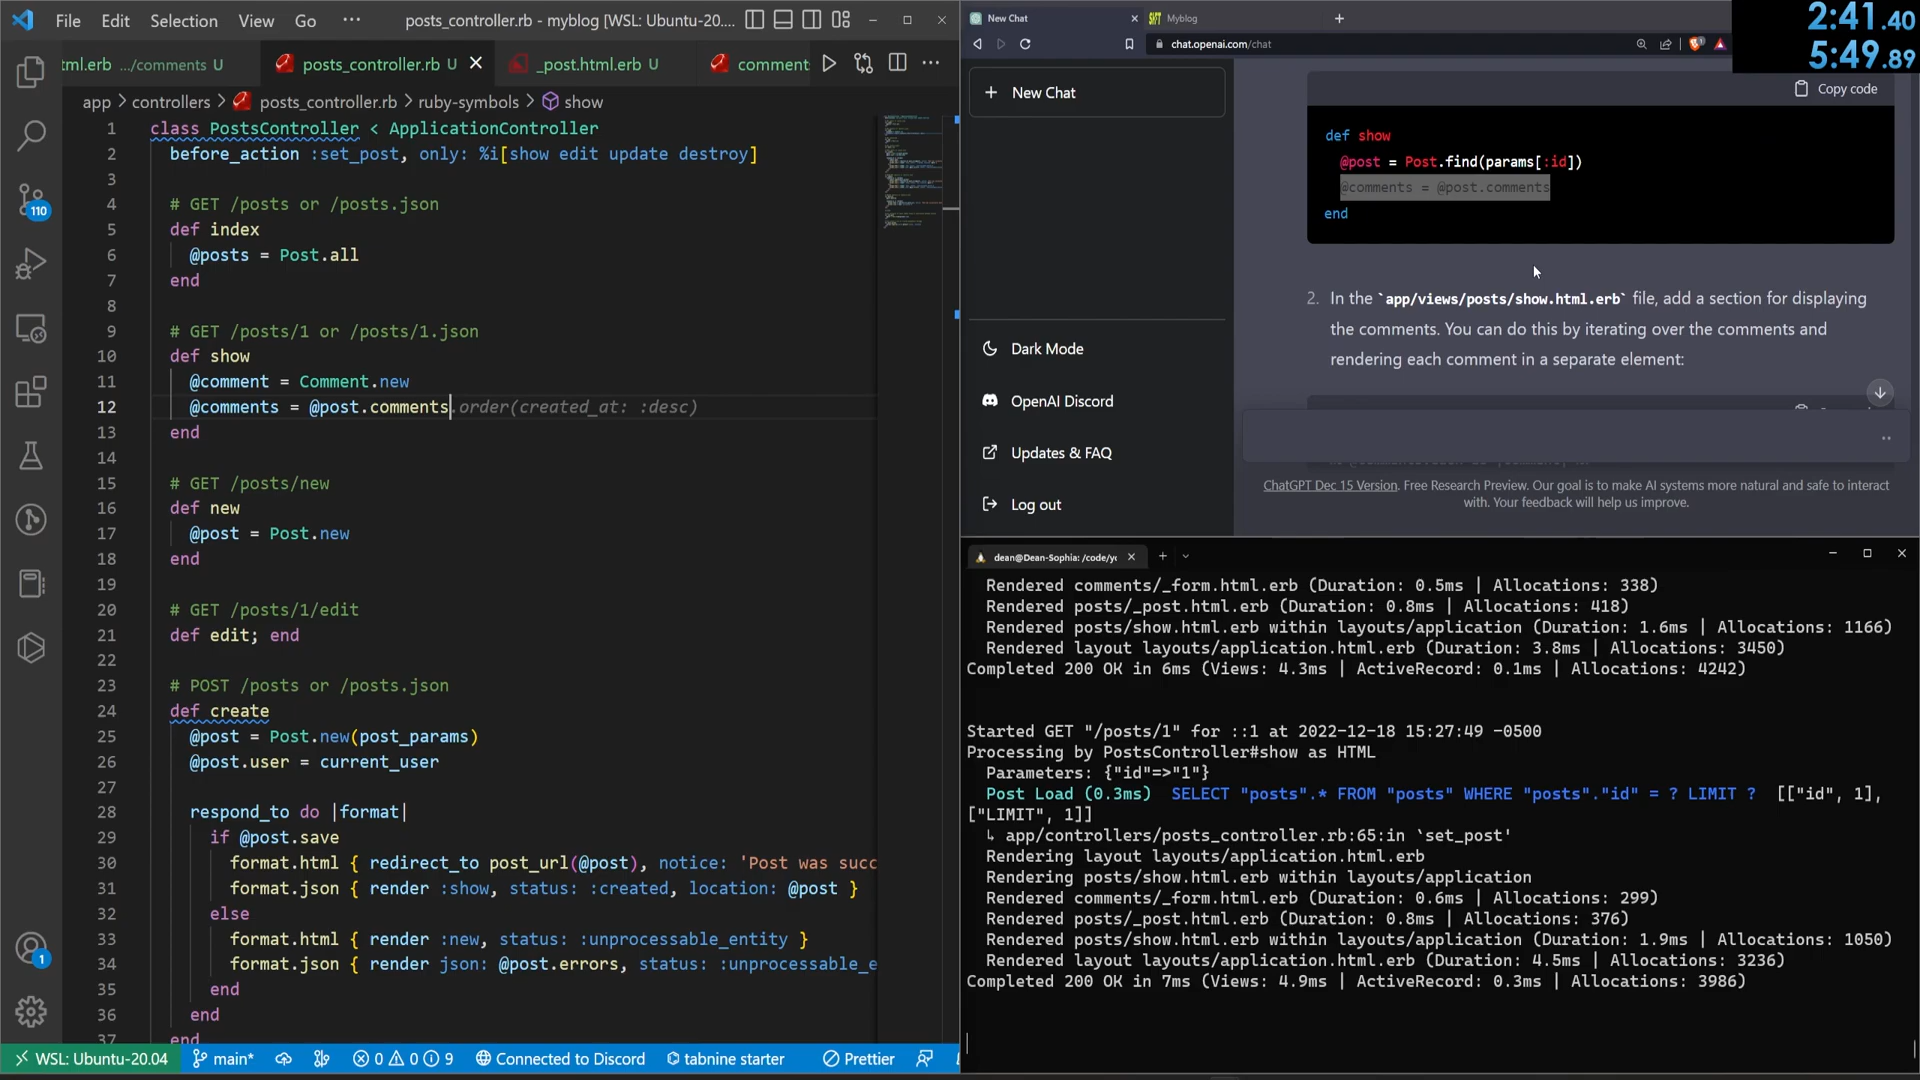 File Edit Selection View Go ··· posts_controller.rb - myblog [WSL: Ubuntu-20....
tml.erb .../comments U posts_controller.rb U _post.html.erb U comment
app > controllers > posts_controller.rb > ruby-symbols > show
1 class PostsController < ApplicationController
2 before_action :set_post, only: %i[show edit update destroy]
3
4 # GET /posts or /posts.json
5 def index
6 @posts = Post.all
7 end
8
9 # GET /posts/1 or /posts/1.json
10 def show
11 @comment = Comment.new
12 @comments = @post.comments.order(created_at: :desc)
13 end
14
15 # GET /posts/new
16 def new
17 @post = Post.new
18 end
19
20 # GET /posts/1/edit
21 def edit; end
22
23 # POST /posts or /posts.json
24 def create
25 @post = Post.new(post_params)
26 @post.user = current_user
27
28 respond_to do |format|
29 if @post.save
30 format.html { redirect_to post_url(@post), notice: 'Post was succ
31 format.json { render :show, status: :created, location: @post }
32 else
33 format.html { render :new, status: :unprocessable_entity }
34 format.json { render json: @post.errors, status: :unprocessable_e
35 end
36 end
37 end
110
1
WSL: Ubuntu-20.04 main* 0 0 9 Connected to Discord tabnine starter Prettier
New Chat Myblog
chat.openai.com/chat
2:41.40
5:49.89
New Chat
Dark Mode
OpenAI Discord
Updates & FAQ
Log out
Copy code
def show
@post = Post.find(params[:id])
@comments = @post.comments
end
2. In the `app/views/posts/show.html.erb` file, add a section for displaying
the comments. You can do this by iterating over the comments and
rendering each comment in a separate element:
ChatGPT Dec 15 Version. Free Research Preview. Our goal is to make AI systems more natural and safe to interact
with. Your feedback will help us improve.
dean@Dean-Sophia: /code/y
Rendered comments/_form.html.erb (Duration: 0.5ms | Allocations: 338)
Rendered posts/_post.html.erb (Duration: 0.8ms | Allocations: 418)
Rendered posts/show.html.erb within layouts/application (Duration: 1.6ms | Allocations: 1166)
Rendered layout layouts/application.html.erb (Duration: 3.8ms | Allocations: 3450)
Completed 200 OK in 6ms (Views: 4.3ms | ActiveRecord: 0.1ms | Allocations: 4242)
Started GET "/posts/1" for ::1 at 2022-12-18 15:27:49 -0500
Processing by PostsController#show as HTML
Parameters: {"id"=>"1"}
Post Load (0.3ms) SELECT "posts".* FROM "posts" WHERE "posts"."id" = ? LIMIT ? [["id", 1],
["LIMIT", 1]]
↳ app/controllers/posts_controller.rb:65:in `set_post'
Rendering layout layouts/application.html.erb
Rendering posts/show.html.erb within layouts/application
Rendered comments/_form.html.erb (Duration: 0.6ms | Allocations: 299)
Rendered posts/_post.html.erb (Duration: 0.8ms | Allocations: 376)
Rendered posts/show.html.erb within layouts/application (Duration: 1.9ms | Allocations: 1050)
Rendered layout layouts/application.html.erb (Duration: 4.5ms | Allocations: 3236)
Completed 200 OK in 7ms (Views: 4.9ms | ActiveRecord: 0.3ms | Allocations: 3986)